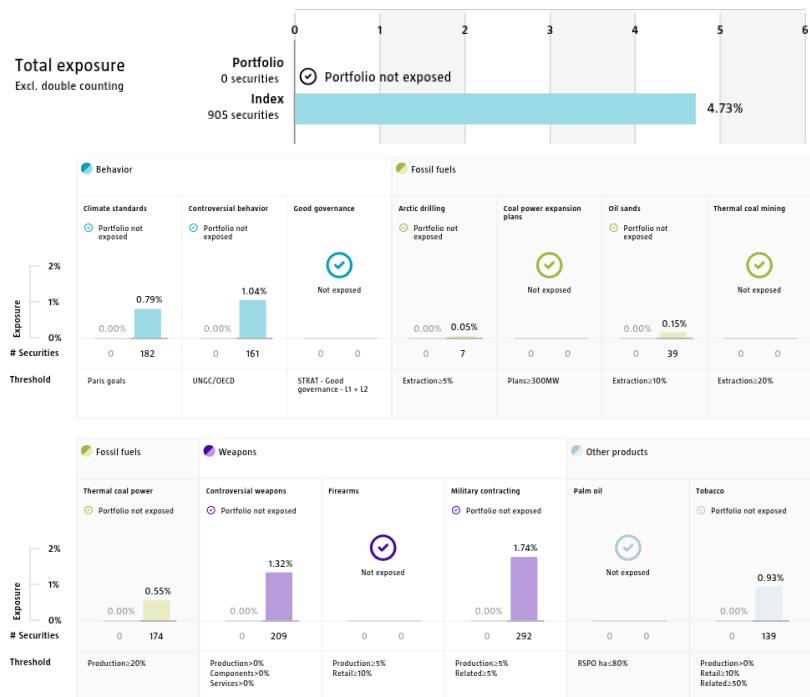 0 1 2 3 4 5 6
Total exposure
Excl. double counting
Portfolio
0 securities
Portfolio not exposed
Index
905 securities
4.73%
Behavior
Fossil fuels
Climate standards
Portfolio not
exposed
Controversial behavior
Portfolio not
exposed
Good governance
Not exposed
Arctic drilling
Portfolio not
exposed
Coal power expansion
plans
Not exposed
Oil sands
Portfolio not
exposed
Thermal coal mining
Not exposed
Exposure
2%
1%
0%
0.00% 0.79% 0.00% 1.04% 0.00% 0.05% 0.00% 0.15%
# Securities 0 182 0 161 0 0 0 7 0 0 0 39 0 0
Threshold
Paris goals
UNGC/OECD
STRAT - Good
governance - L1 + L2
Extraction≥5%
Plans≥300MW
Extraction≥10%
Extraction≥20%
Fossil fuels
Weapons
Other products
Thermal coal power
Portfolio not exposed
Controversial weapons
Portfolio not exposed
Firearms
Not exposed
Military contracting
Portfolio not exposed
Palm oil
Not exposed
Tobacco
Portfolio not exposed
Exposure
2%
1%
0%
0.00% 0.55% 0.00% 1.32% 0.00% 1.74% 0.00% 0.93%
# Securities 0 174 0 209 0 0 0 292 0 0 0 139
Threshold
Production≥20%
Production>0%
Components>0%
Services>0%
Production≥5%
Retail≥10%
Production≥5%
Related≥5%
RSPO ha≤80%
Production>0%
Retail≥10%
Related≥50%